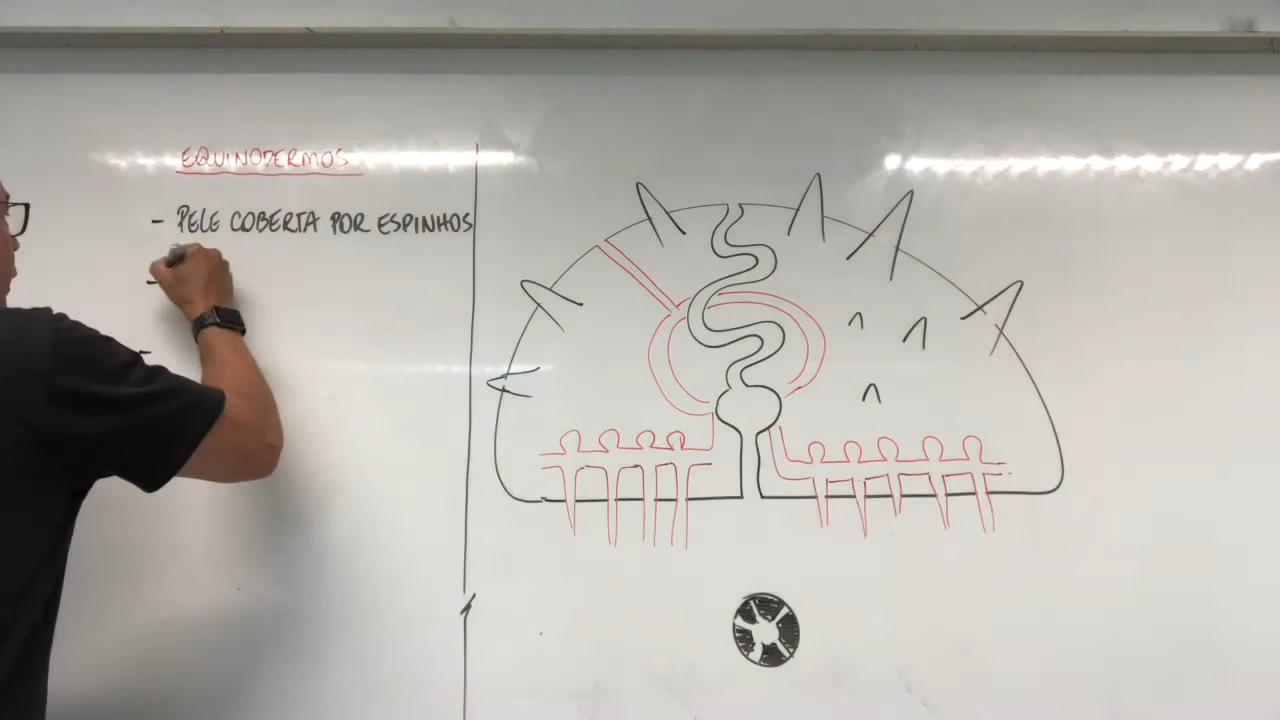 EQUINODERMOS
- PELE COBERTA POR ESPINHOS
-
-